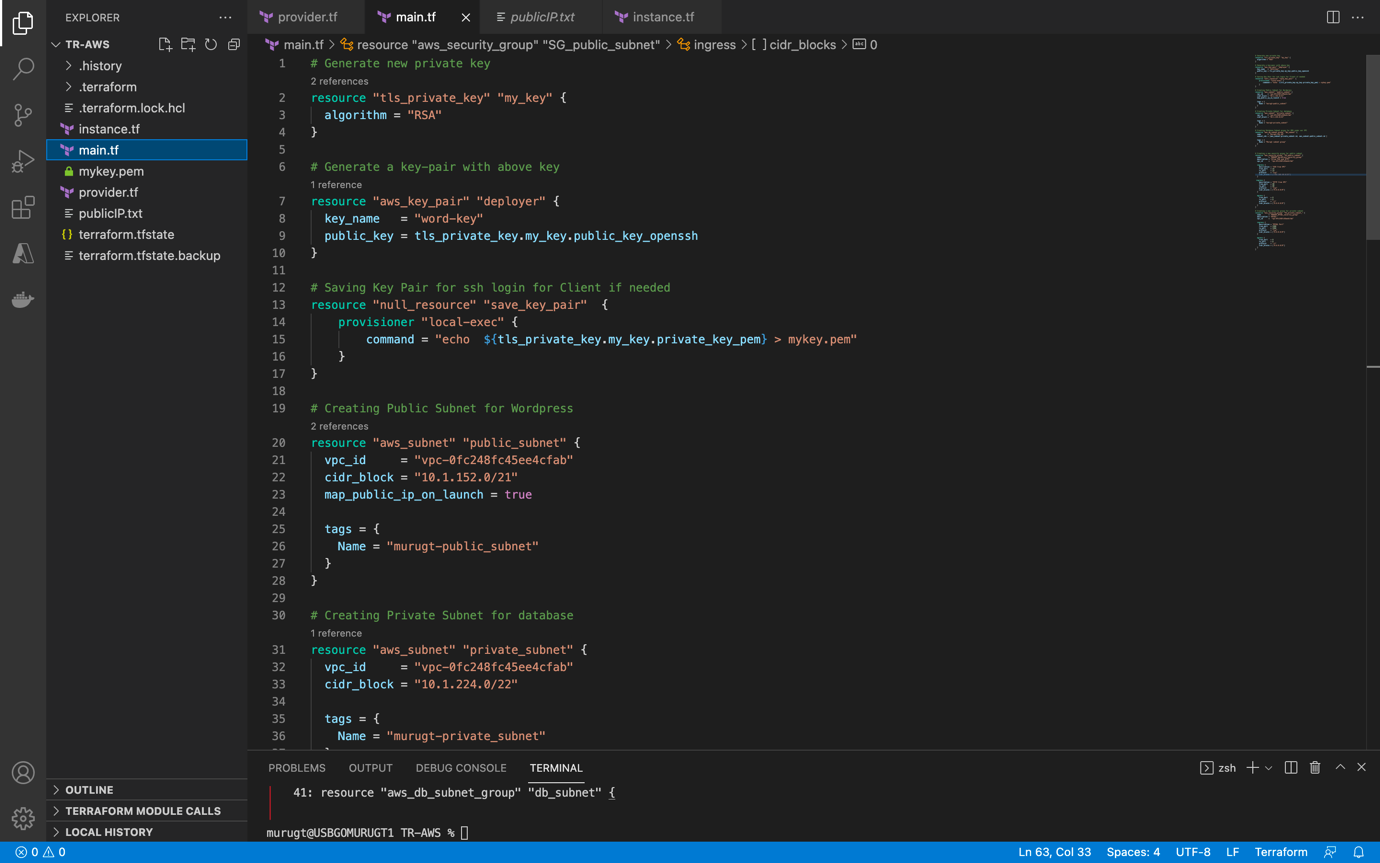 EXPLORER ...
provider.tf main.tf publicIP.txt instance.tf
TR-AWS
main.tf > resource "aws_security_group" "SG_public_subnet" > ingress > [ ] cidr_blocks > abc 0
.history
.terraform
.terraform.lock.hcl
instance.tf
main.tf
mykey.pem
provider.tf
publicIP.txt
terraform.tfstate
terraform.tfstate.backup
OUTLINE
TERRAFORM MODULE CALLS
LOCAL HISTORY
1 # Generate new private key
2 references
2 resource "tls_private_key" "my_key" {
3 algorithm = "RSA"
4 }
5
6 # Generate a key-pair with above key
1 reference
7 resource "aws_key_pair" "deployer" {
8 key_name = "word-key"
9 public_key = tls_private_key.my_key.public_key_openssh
10 }
11
12 # Saving Key Pair for ssh login for Client if needed
13 resource "null_resource" "save_key_pair" {
14 provisioner "local-exec" {
15 command = "echo ${tls_private_key.my_key.private_key_pem} > mykey.pem"
16 }
17 }
18
19 # Creating Public Subnet for Wordpress
2 references
20 resource "aws_subnet" "public_subnet" {
21 vpc_id = "vpc-0fc248fc45ee4cfab"
22 cidr_block = "10.1.152.0/21"
23 map_public_ip_on_launch = true
24
25 tags = {
26 Name = "murugt-public_subnet"
27 }
28 }
29
30 # Creating Private Subnet for database
1 reference
31 resource "aws_subnet" "private_subnet" {
32 vpc_id = "vpc-0fc248fc45ee4cfab"
33 cidr_block = "10.1.224.0/22"
34
35 tags = {
36 Name = "murugt-private_subnet"
PROBLEMS OUTPUT DEBUG CONSOLE TERMINAL zsh
41: resource "aws_db_subnet_group" "db_subnet" {
murugt@USBGOMURUGT1 TR-AWS %
0 0 Ln 63, Col 33 Spaces: 4 UTF-8 LF Terraform